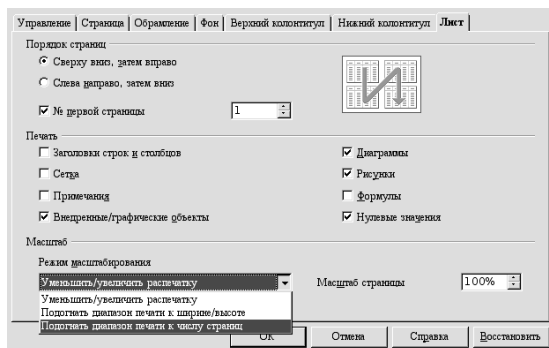 Управление Страница Обрамление Фон Верхний колонтитул Нижний колонтитул Лист
Порядок страниц
Сверху вниз, затем вправо
Слева направо, затем вниз
№ первой страницы 1
Печать
Заголовки строк и столбцов Диаграммы
Сетка Рисунки
Примечания Формулы
Внедренные/графические объекты Нулевые значения
Масштаб
Режим масштабирования
Уменьшить/увеличить распечатку Масштаб страницы 100%
Уменьшить/увеличить распечатку
Подогнать диапазон печати к ширине/высоте
Подогнать диапазон печати к числу страниц
OK Отмена Справка Восстановить